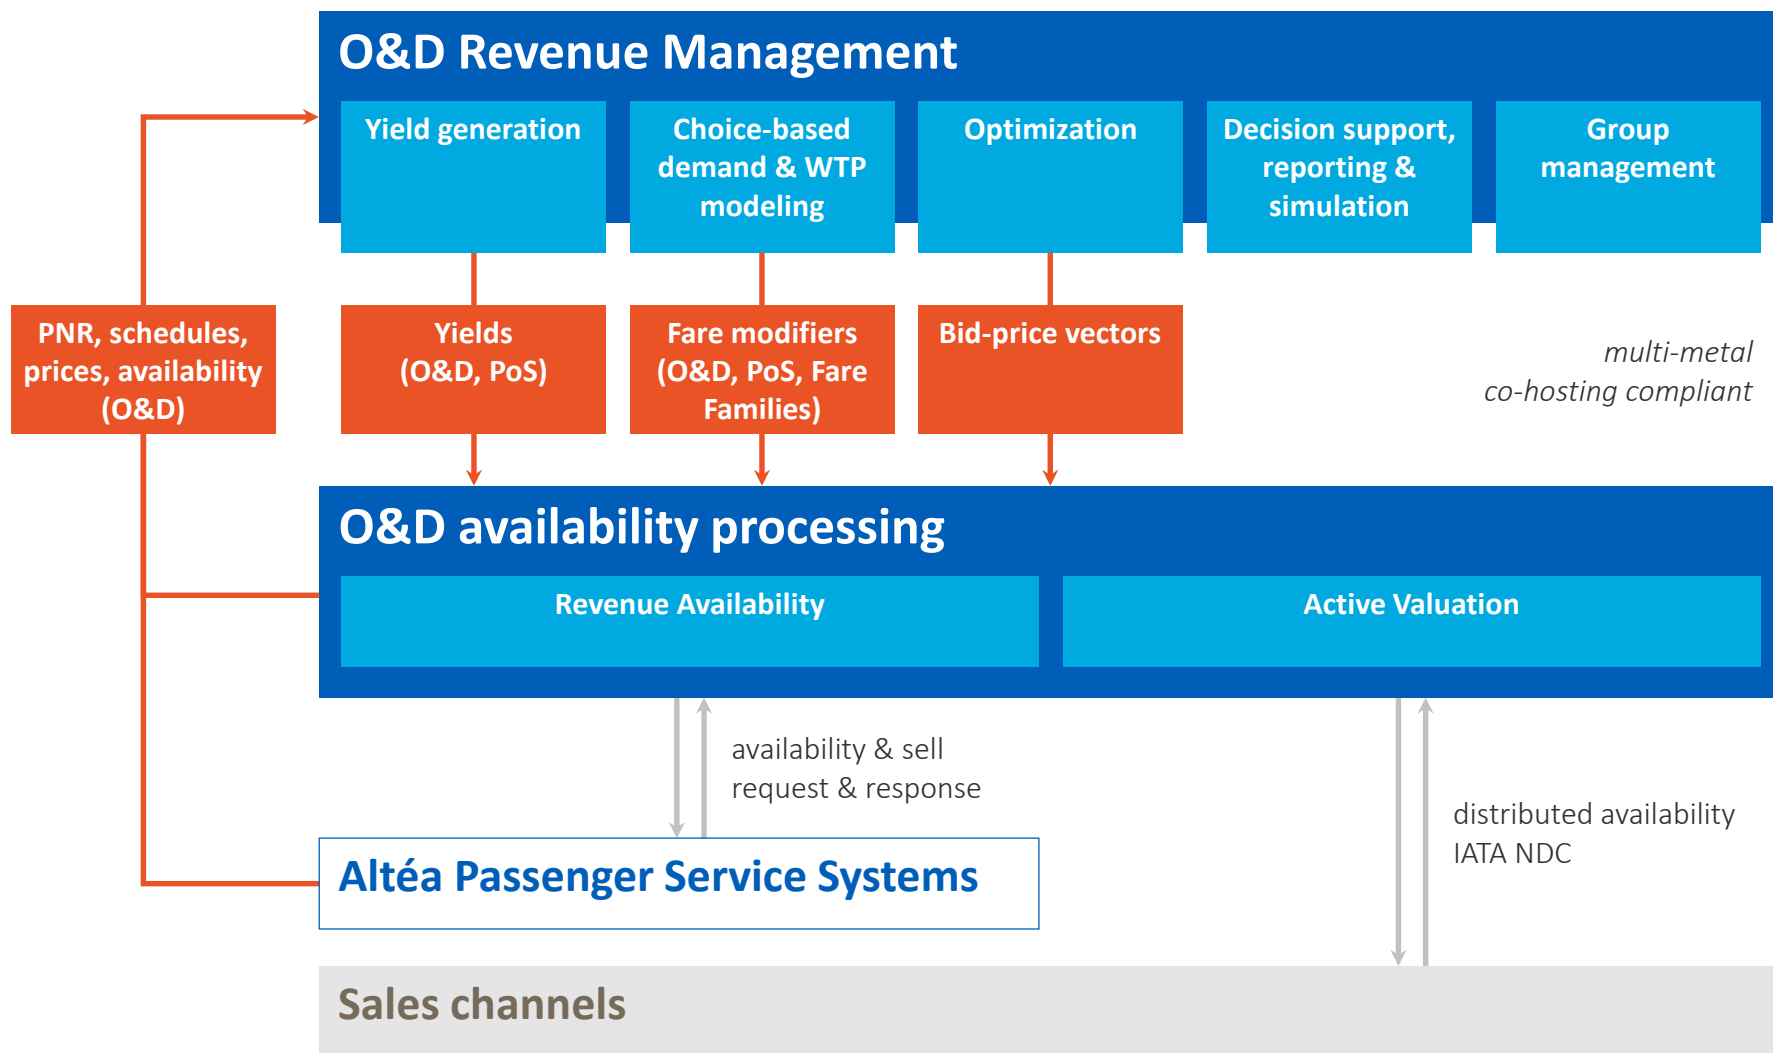 O&D Revenue Management
Yield generation
Choice-based
demand & WTP
modeling
Optimization
Decision support,
reporting &
simulation
Group
management
PNR, schedules,
prices, availability
(O&D)
Yields
(O&D, PoS)
Fare modifiers
(O&D, PoS, Fare
Families)
Bid-price vectors
multi-metal
co-hosting compliant
O&D availability processing
Revenue Availability
Active Valuation
availability & sell
request & response
distributed availability
IATA NDC
Altéa Passenger Service Systems
Sales channels